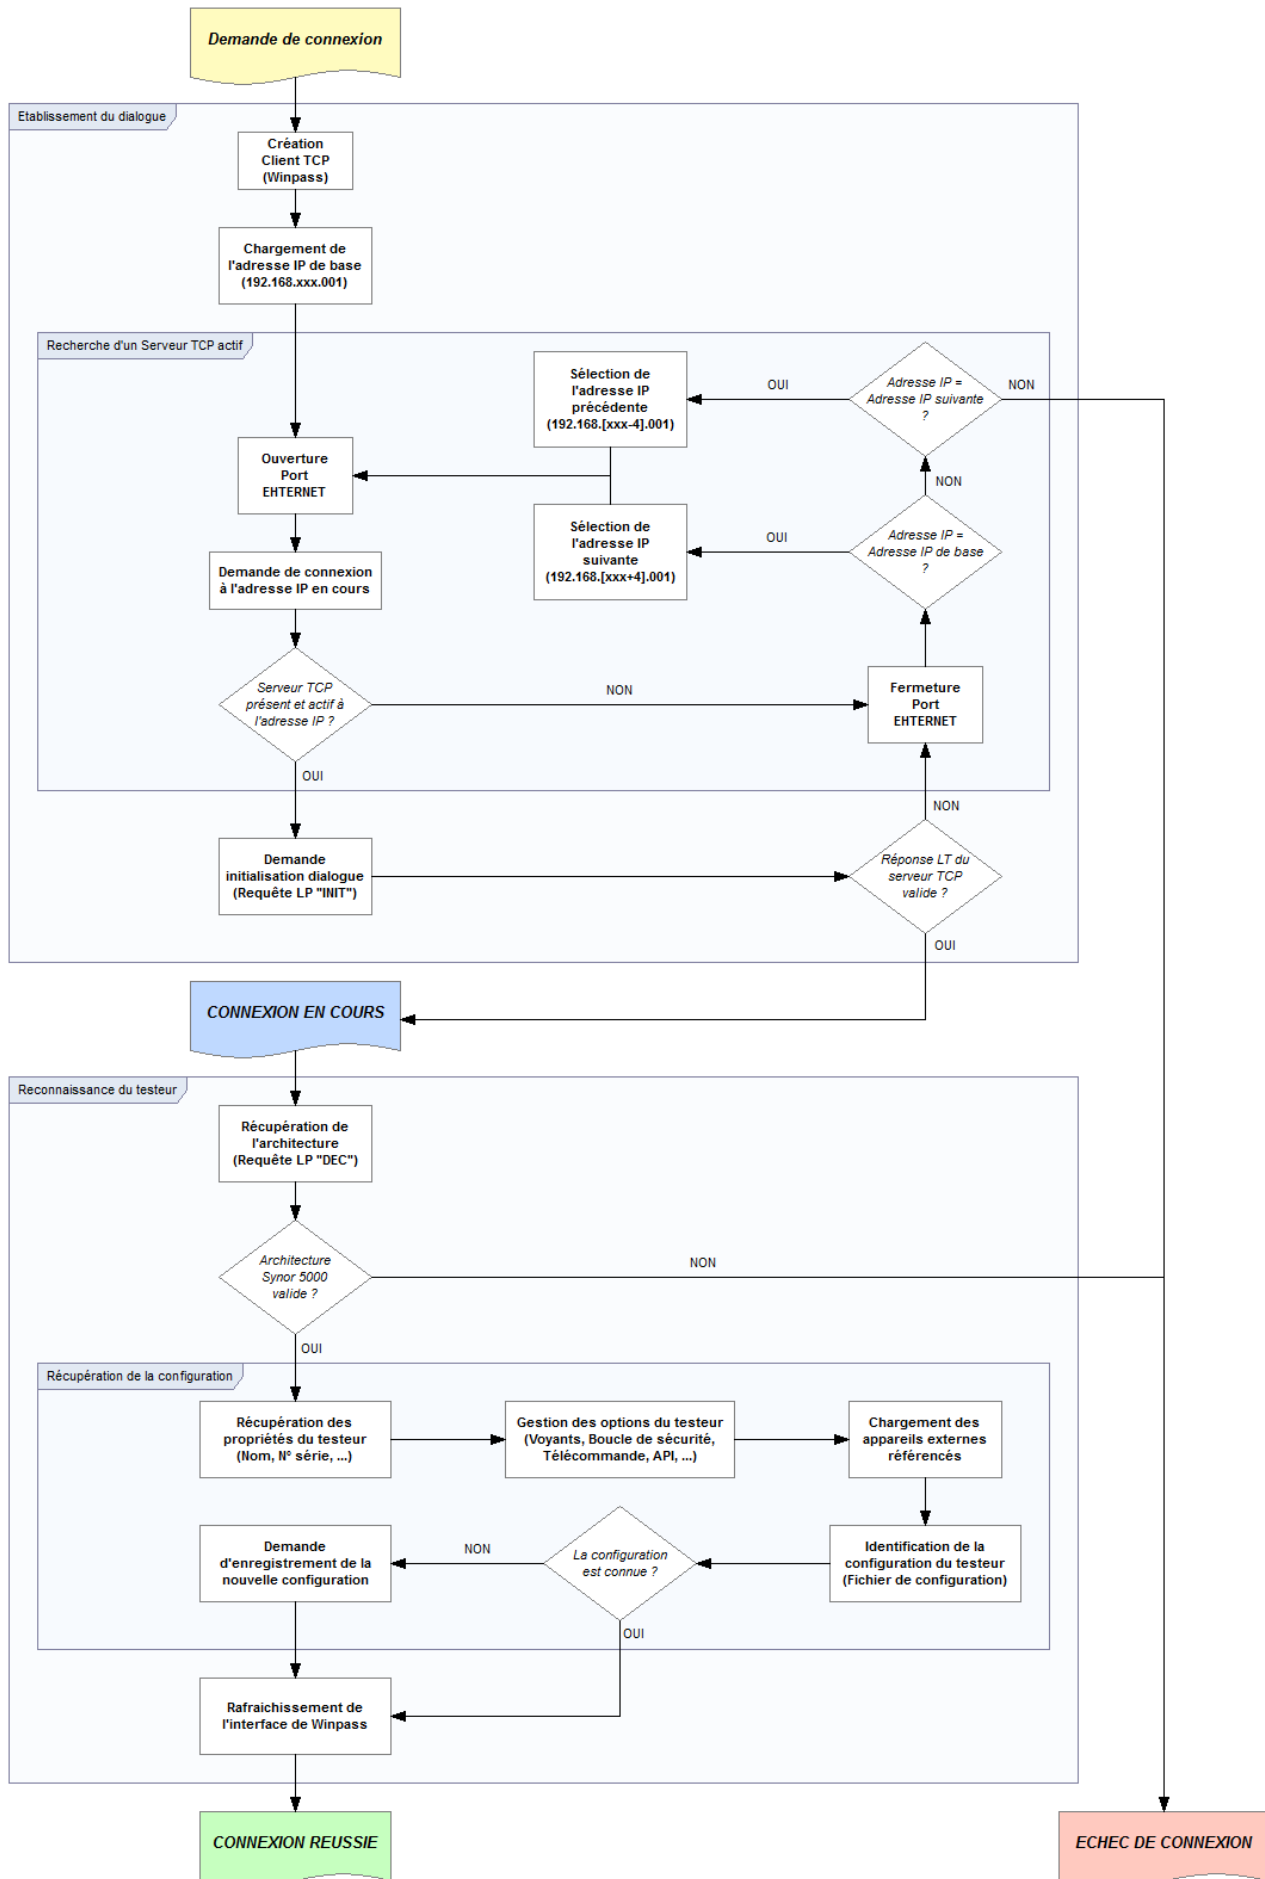 Demande de connexion
Etablissement du dialogue
Création
Client TCP
(Winpass)
Chargement de
l'adresse IP de base
(192.168.xxx.001)
Recherche d'un Serveur TCP actif
Sélection de
l'adresse IP
précédente
(192.168.[xxx-4].001)
OUI
Adresse IP =
Adresse IP suivante
?
NON
Ouverture
Port
EHTERNET
NON
Sélection de
l'adresse IP
suivante
(192.168.[xxx+4].001)
OUI
Adresse IP =
Adresse IP de base
?
Demande de connexion
à l'adresse IP en cours
Serveur TCP
présent et actif à
l'adresse IP ?
NON
Fermeture
Port
EHTERNET
OUI
NON
Demande
initialisation dialogue
(Requête LP "INIT")
Réponse LT du
serveur TCP
valide ?
OUI
CONNEXION EN COURS
Reconnaissance du testeur
Récupération de
l'architecture
(Requête LP "DEC")
Architecture
Synor 5000
valide ?
NON
OUI
Récupération de la configuration
Récupération des
propriétés du testeur
(Nom, N° série, ...)
Gestion des options du testeur
(Voyants, Boucle de sécurité,
Télécommande, API, ...)
Chargement des
appareils externes
référencés
Demande
d'enregistrement de la
nouvelle configuration
NON
La configuration
est connue ?
Identification de la
configuration du testeur
(Fichier de configuration)
OUI
Rafraichissement de
l'interface de Winpass
CONNEXION REUSSIE
ECHEC DE CONNEXION